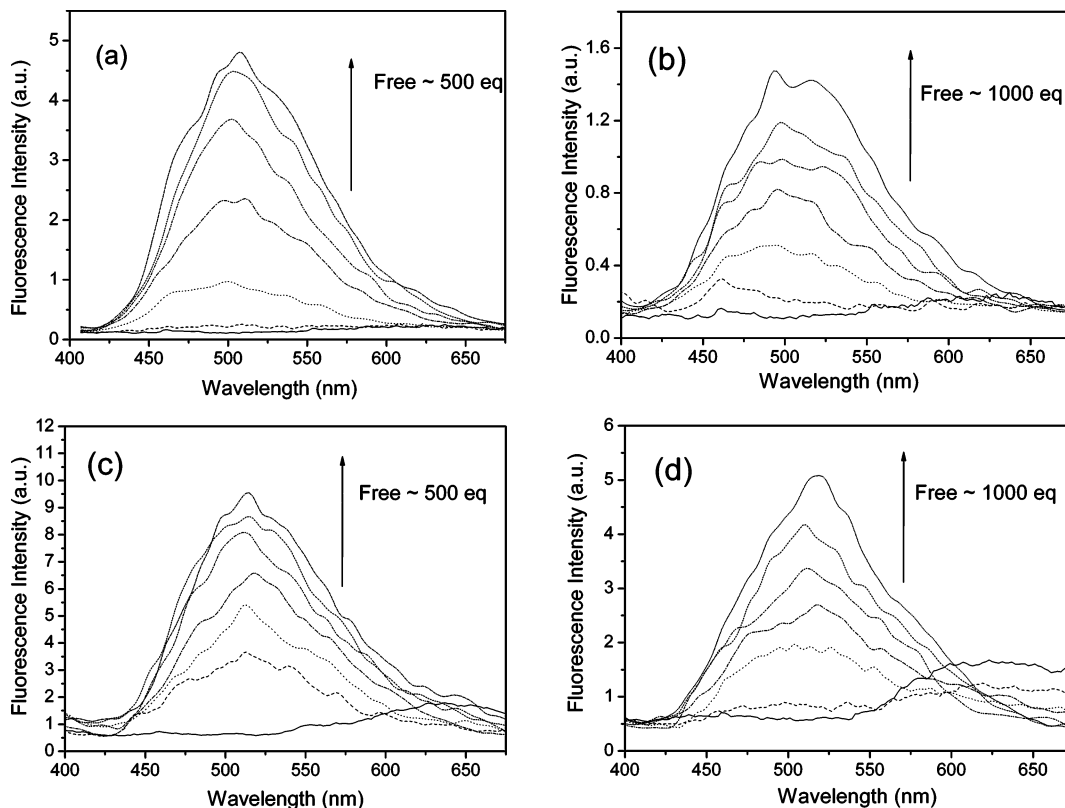 (a)
Free ~ 500 eq
Fluorescence Intensity (a.u.)
5
4
3
2
1
0
400 450 500 550 600 650
Wavelength (nm)
(b)
Free ~ 1000 eq
Fluorescence Intensity (a.u.)
1.6
1.2
0.8
0.4
0.0
400 450 500 550 600 650
Wavelength (nm)
(c)
Free ~ 500 eq
Fluorescence Intensity (a.u.)
12
11
10
9
8
7
6
5
4
3
2
1
0
400 450 500 550 600 650
Wavelength (nm)
(d)
Free ~ 1000 eq
Fluorescence Intensity (a.u.)
6
5
4
3
2
1
0
400 450 500 550 600 650
Wavelength (nm)